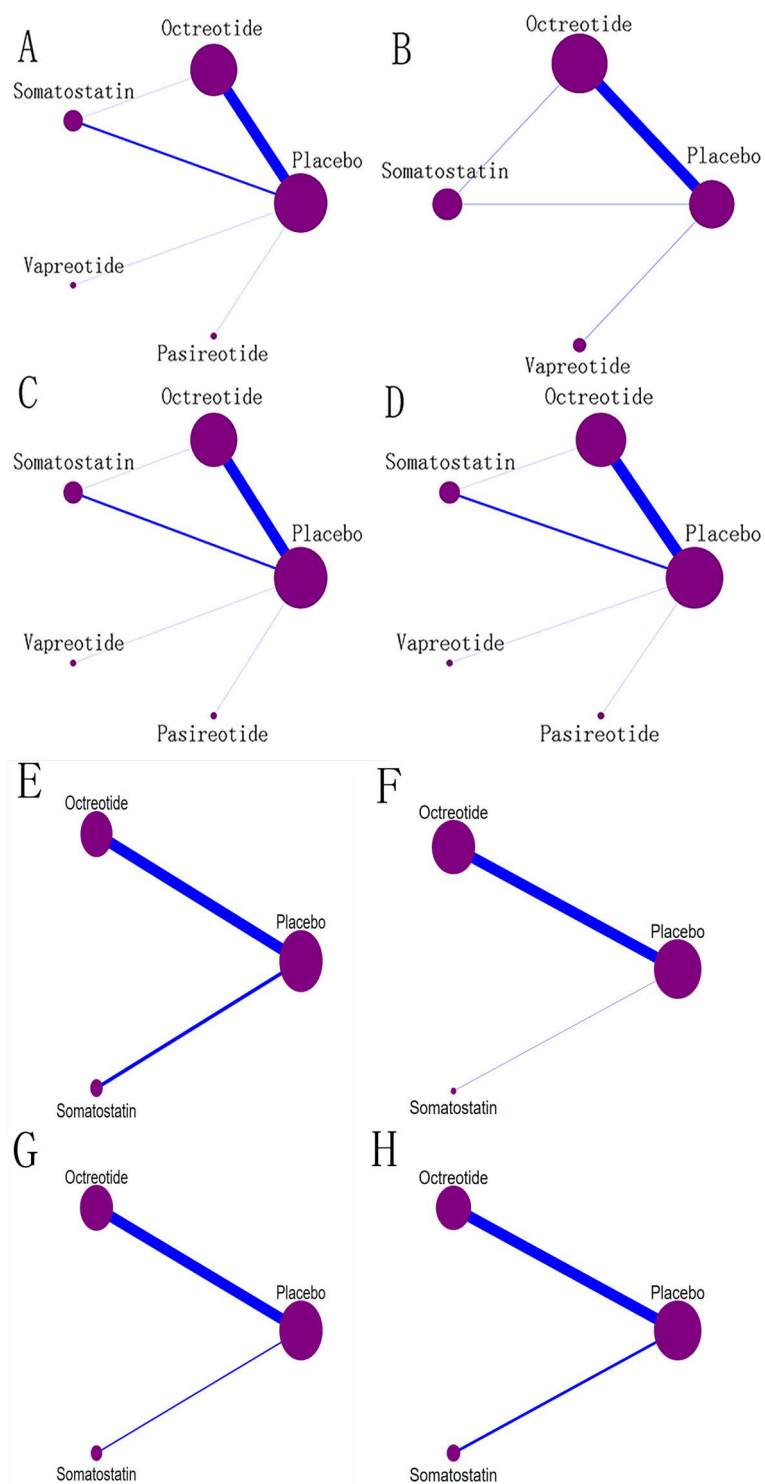 A
Octreotide
Somatostatin
Placebo
Vapreotide
Pasireotide
B
Octreotide
Placebo
Somatostatin
Vapreotide
C
Octreotide
Somatostatin
Placebo
Vapreotide
Pasireotide
D
Octreotide
Somatostatin
Placebo
Vapreotide
Pasireotide
E
Octreotide
Placebo
Somatostatin
F
Octreotide
Placebo
Somatostatin
G
Octreotide
Placebo
Somatostatin
H
Octreotide
Placebo
Somatostatin